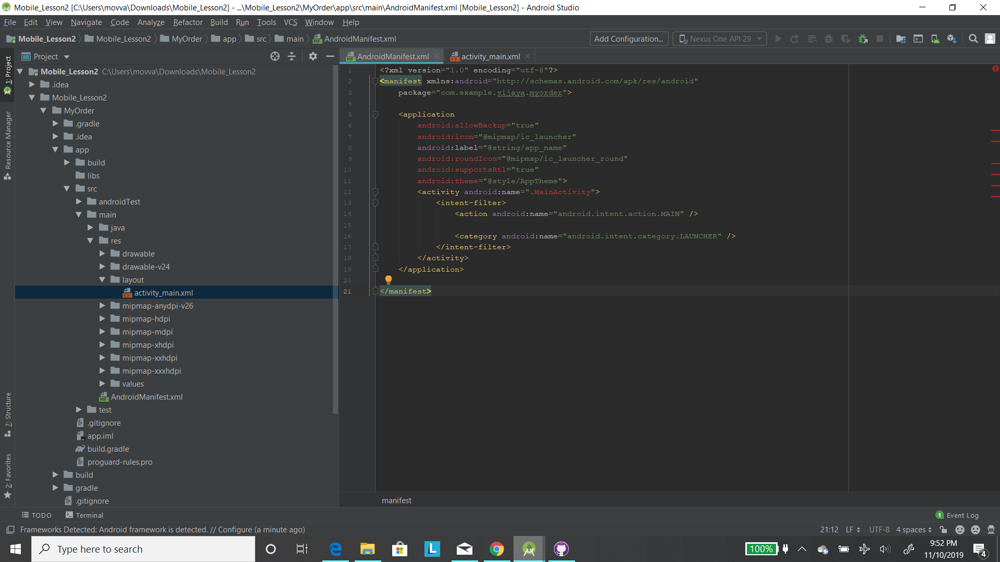 Mobile_Lesson2 [C:\Users\movva\Downloads\Mobile_Lesson2] - ...\Mobile_Lesson2\MyOrder\app\src\main\AndroidManifest.xml [Mobile_Lesson2] - Android Studio
File Edit View Navigate Code Analyze Refactor Build Run Tools VCS Window Help
Mobile_Lesson2 Mobile_Lesson2 MyOrder app src main AndroidManifest.xml Add Configuration... Nexus One API 29
Project AndroidManifest.xml activity_main.xml
1: Project
Resource Manager
7: Structure
2: Favorites
Mobile_Lesson2 C:\Users\movva\Downloads\Mobile_Lesson2
.idea
Mobile_Lesson2
MyOrder
.gradle
.idea
app
build
libs
src
androidTest
main
java
res
drawable
drawable-v24
layout
activity_main.xml
mipmap-anydpi-v26
mipmap-hdpi
mipmap-mdpi
mipmap-xhdpi
mipmap-xxhdpi
mipmap-xxxhdpi
values
AndroidManifest.xml
test
.gitignore
app.iml
build.gradle
proguard-rules.pro
build
gradle
.gitignore
1 <?xml version="1.0" encoding="utf-8"?>
2 <manifest xmlns:android="http://schemas.android.com/apk/res/android"
3 package="com.example.vijaya.myorder">
4
5 <application
6 android:allowBackup="true"
7 android:icon="@mipmap/ic_launcher"
8 android:label="@string/app_name"
9 android:roundIcon="@mipmap/ic_launcher_round"
10 android:supportsRtl="true"
11 android:theme="@style/AppTheme">
12 <activity android:name=".MainActivity">
13 <intent-filter>
14 <action android:name="android.intent.action.MAIN" />
15
16 <category android:name="android.intent.category.LAUNCHER" />
17 </intent-filter>
18 </activity>
19 </application>
20
21 </manifest>
manifest
TODO Terminal 1 Event Log
Frameworks Detected: Android framework is detected. // Configure (a minute ago) 21:12 LF UTF-8 4 spaces
Type here to search 100% 9:52 PM
11/10/2019 4